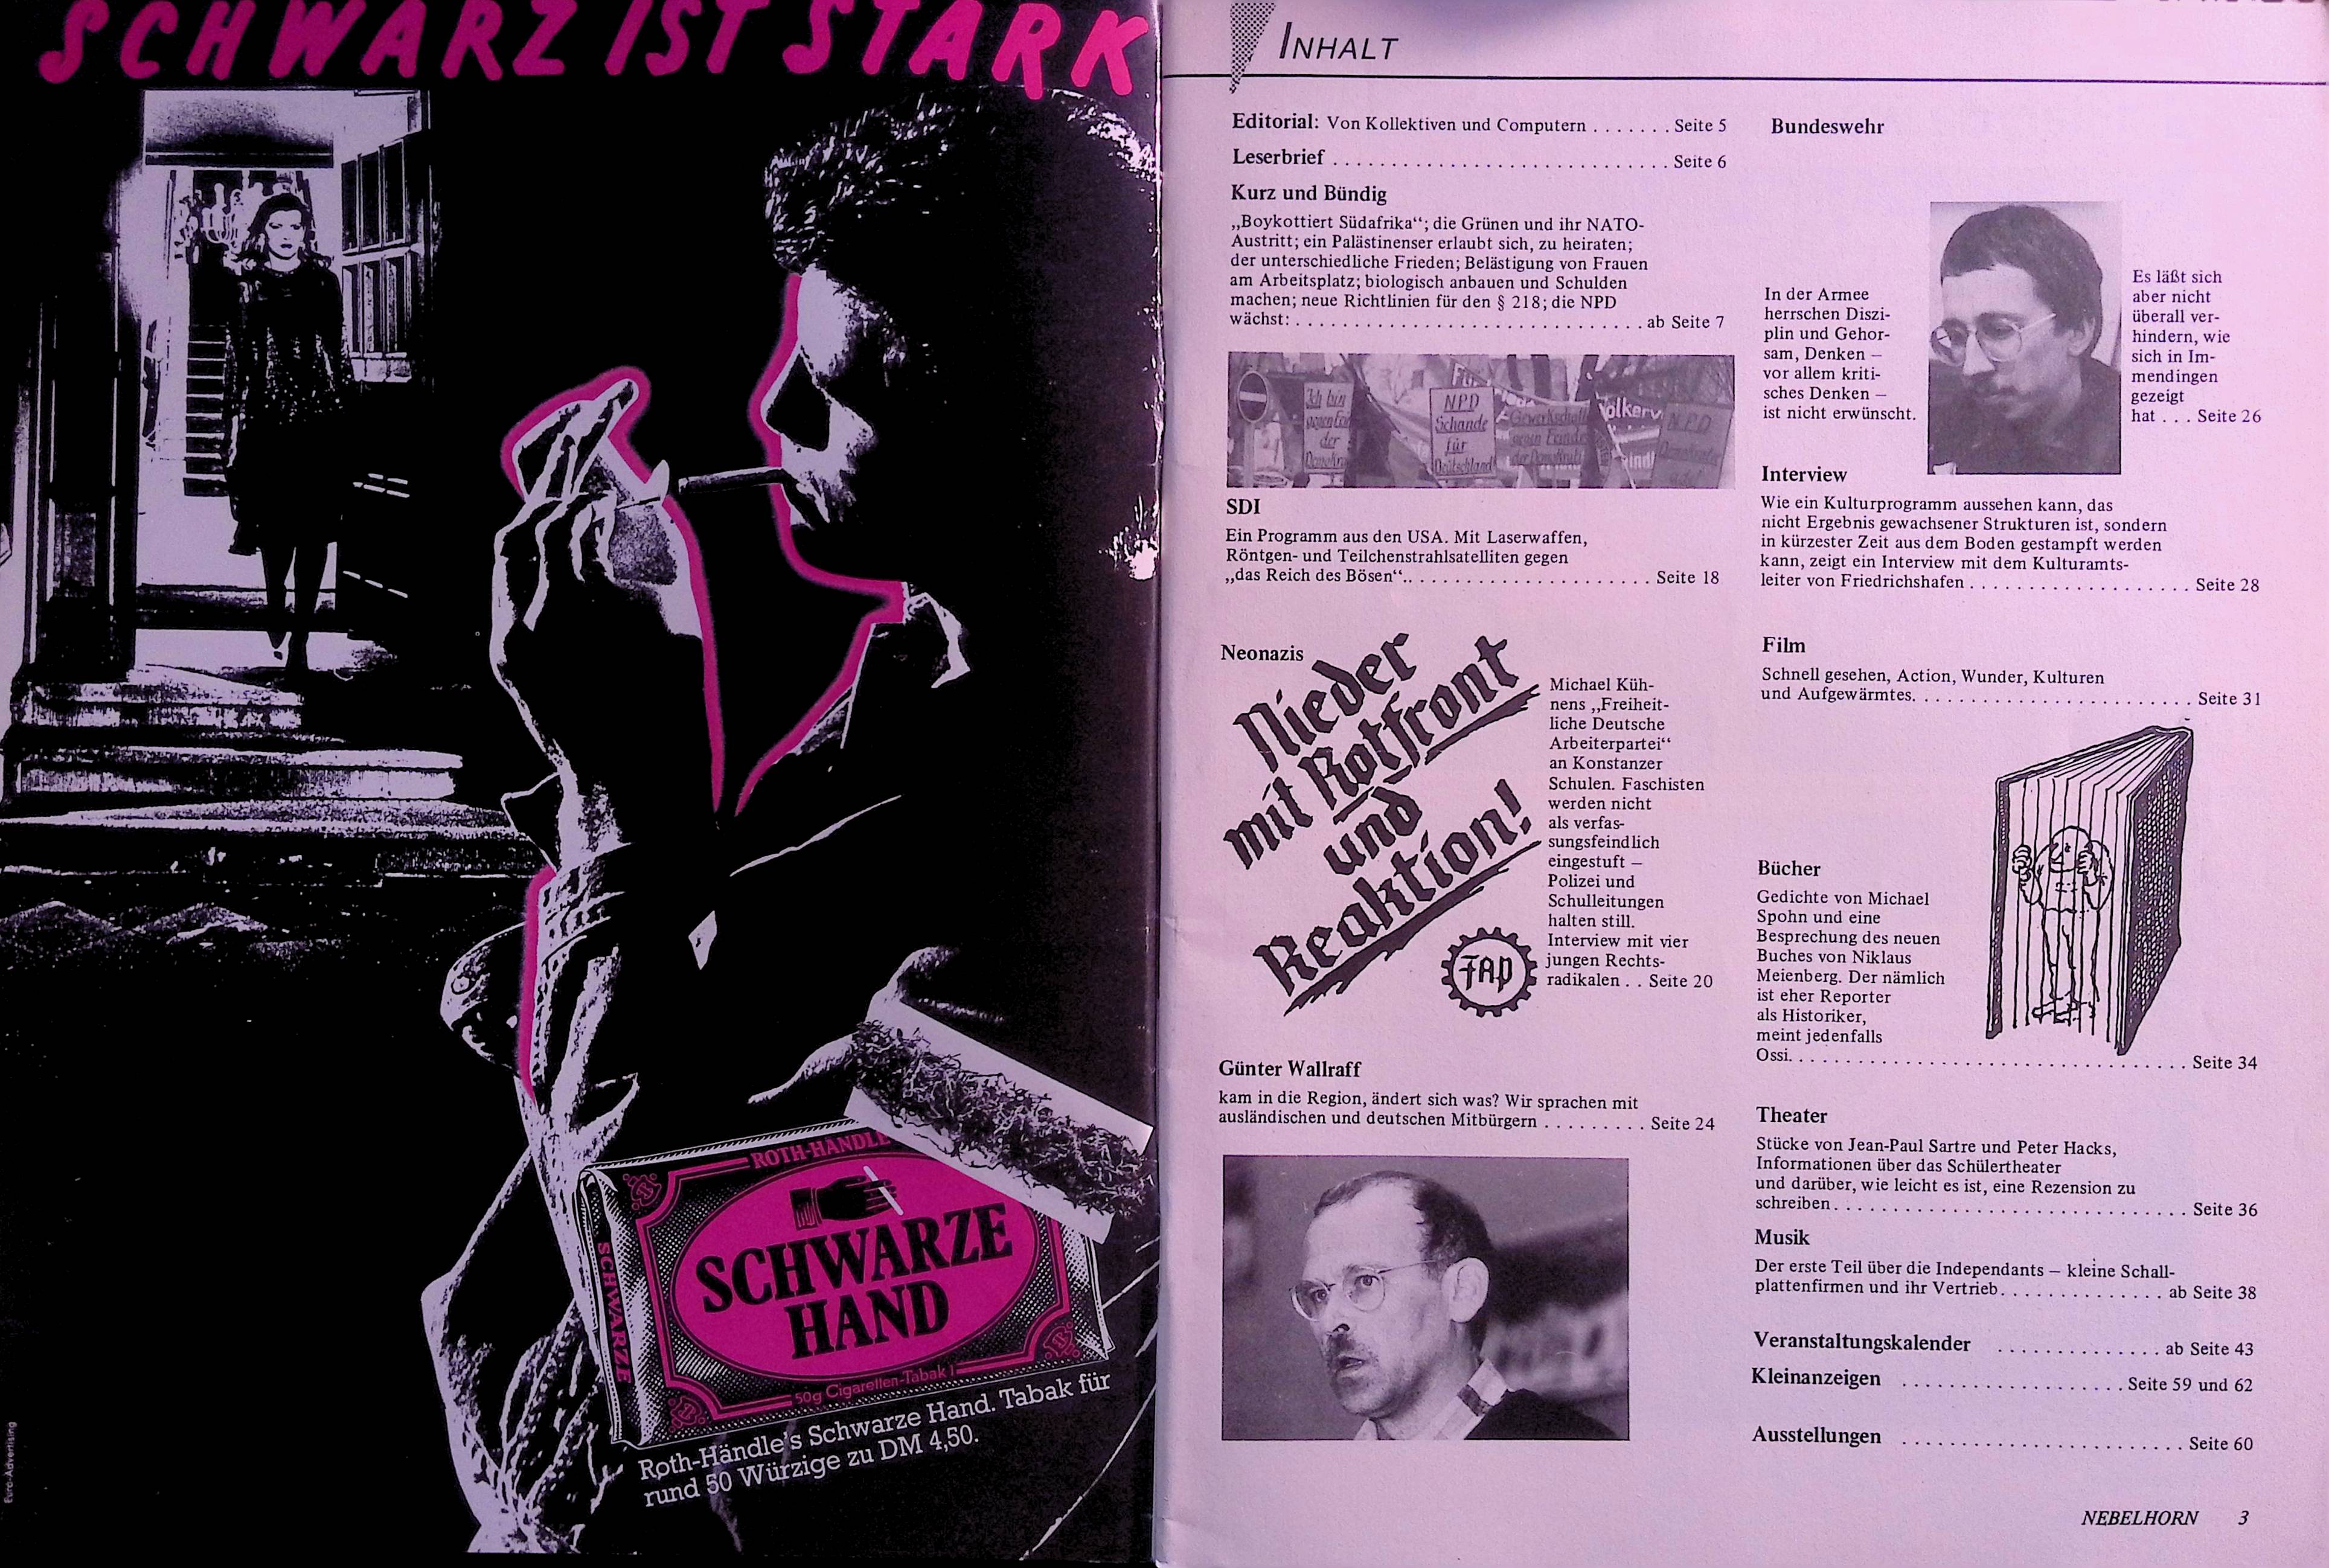 SCHWARZ IST STARK
ROTH-HÄNDLE
SCHWARZE
HAND
SCHWARZE
50g Cigaretten-Tabak
Roth-Händle's Schwarze Hand. Tabak für
rund 50 Würzige zu DM 4,50.
Euro-Advertising
INHALT
Editorial: Von Kollektiven und Computern . . . . . . . Seite 5
Leserbrief . . . . . . . . . . . . . . . . . . . . . . . . . . . . Seite 6
Kurz und Bündig
„Boykottiert Südafrika“; die Grünen und ihr NATO-
Austritt; ein Palästinenser erlaubt sich, zu heiraten;
der unterschiedliche Frieden; Belästigung von Frauen
am Arbeitsplatz; biologisch anbauen und Schulden
machen; neue Richtlinien für den § 218; die NPD
wächst: . . . . . . . . . . . . . . . . . . . . . . . . . . . . . ab Seite 7
Ich bin
der
NPD
Schande
für
Deutschland
Gewerkschaft
gegen Feinde
der Demokratie
NPD
SDI
Ein Programm aus den USA. Mit Laserwaffen,
Röntgen- und Teilchenstrahlsatelliten gegen
„das Reich des Bösen“. . . . . . . . . . . . . . . . . . . . . . Seite 18
Neonazis
Nieder
mit Rotfront
und
Reaktion!
FAP
Michael Küh-
nens „Freiheit-
liche Deutsche
Arbeiterpartei“
an Konstanzer
Schulen. Faschisten
werden nicht
als verfas-
sungsfeindlich
eingestuft –
Polizei und
Schulleitungen
halten still.
Interview mit vier
jungen Rechts-
radikalen . . Seite 20
Günter Wallraff
kam in die Region, ändert sich was? Wir sprachen mit
ausländischen und deutschen Mitbürgern . . . . . . . . . Seite 24
Bundeswehr
In der Armee
herrschen Diszi-
plin und Gehor-
sam, Denken –
vor allem kriti-
sches Denken –
ist nicht erwünscht.
Es läßt sich
aber nicht
überall ver-
hindern, wie
sich in Im-
mendingen
gezeigt
hat . . . Seite 26
Interview
Wie ein Kulturprogramm aussehen kann, das
nicht Ergebnis gewachsener Strukturen ist, sondern
in kürzester Zeit aus dem Boden gestampft werden
kann, zeigt ein Interview mit dem Kulturamts-
leiter von Friedrichshafen . . . . . . . . . . . . . . . . . . . Seite 28
Film
Schnell gesehen, Action, Wunder, Kulturen
und Aufgewärmtes. . . . . . . . . . . . . . . . . . . . . . . . Seite 31
Bücher
Gedichte von Michael
Spohn und eine
Besprechung des neuen
Buches von Niklaus
Meienberg. Der nämlich
ist eher Reporter
als Historiker,
meint jedenfalls
Ossi. . . . . . . . . . . . . . . . . . . . . . . . . . . . . . . . . Seite 34
Theater
Stücke von Jean-Paul Sartre und Peter Hacks,
Informationen über das Schülertheater
und darüber, wie leicht es ist, eine Rezension zu
schreiben. . . . . . . . . . . . . . . . . . . . . . . . . . . . . . Seite 36
Musik
Der erste Teil über die Independants – kleine Schall-
plattenfirmen und ihr Vertrieb. . . . . . . . . . . . . . ab Seite 38
Veranstaltungskalender . . . . . . . . . . . . . . ab Seite 43
Kleinanzeigen . . . . . . . . . . . . . . . . . . . Seite 59 und 62
Ausstellungen . . . . . . . . . . . . . . . . . . . . . . . . Seite 60
NEBELHORN 3